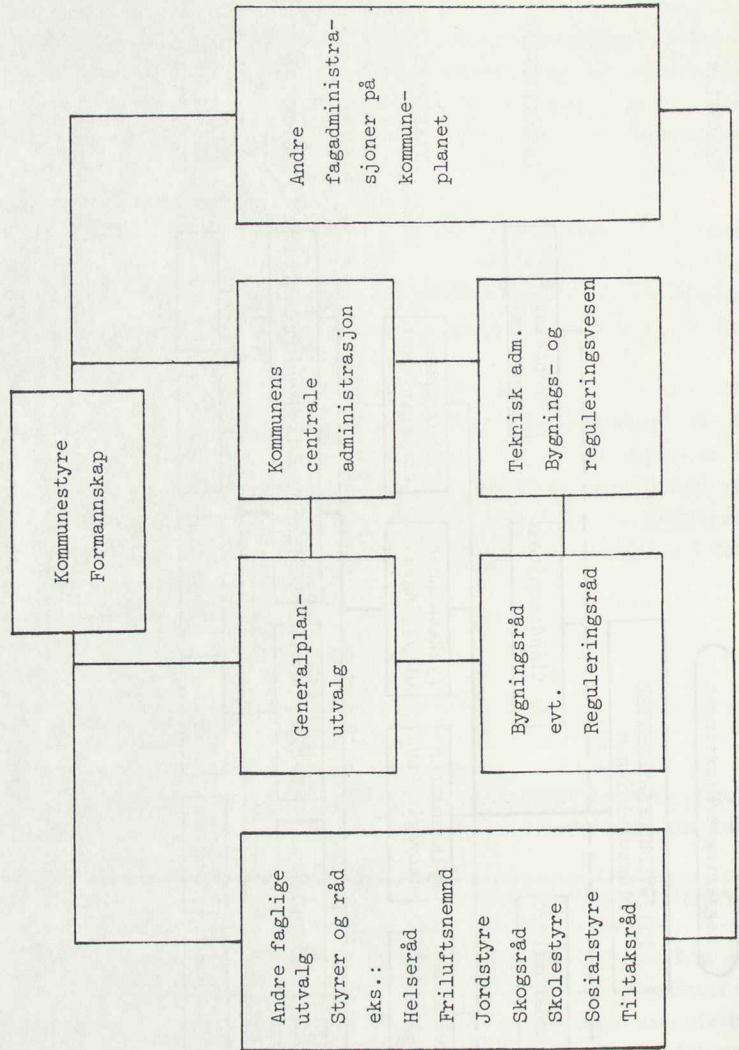 Kommunestyre
Formannskap
Andre faglige
utvalg
Styrer og råd
eks.:
Helseråd
Friluftsnemnd
Jordstyre
Skogsråd
Skolestyre
Sosialstyre
Tiltaksråd
Generalplan-
utvalg
Kommunens
centrale
administrasjon
Andre
fagadministra-
sjoner på
kommune-
planet
Bygningsråd
evt.
Reguleringsråd
Teknisk adm.
Bygnings- og
reguleringsvesen